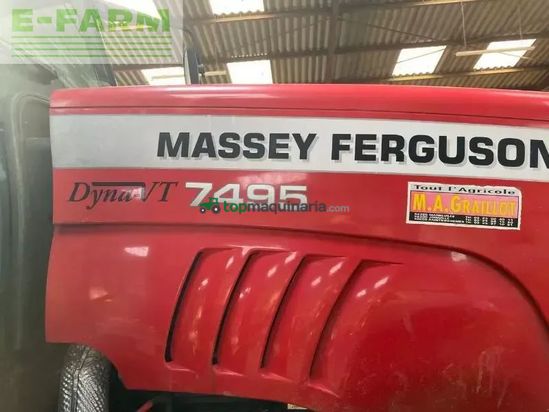 E-FARM
MASSEY FERGUSON
Dyna-VT 7495
topmaquinaria.com
Tout l'Agricole
M.A. GRAILLOT